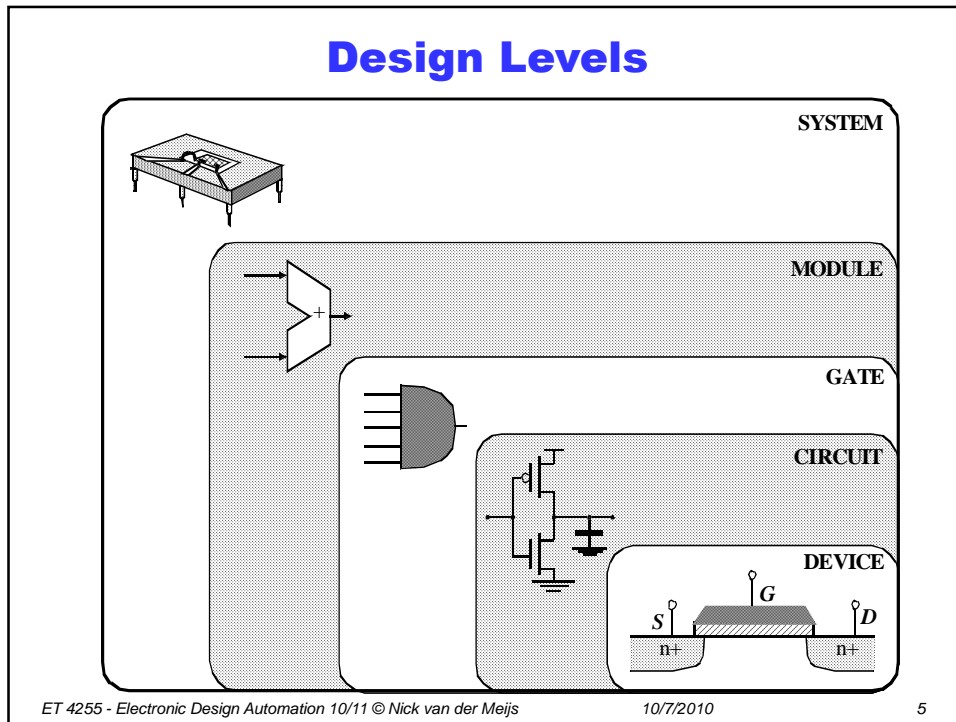 Design Levels
SYSTEM
MODULE
+
GATE
CIRCUIT
DEVICE
G
S
D
n+ n+
ET 4255 - Electronic Design Automation 10/11 © Nick van der Meijs 10/7/2010 5